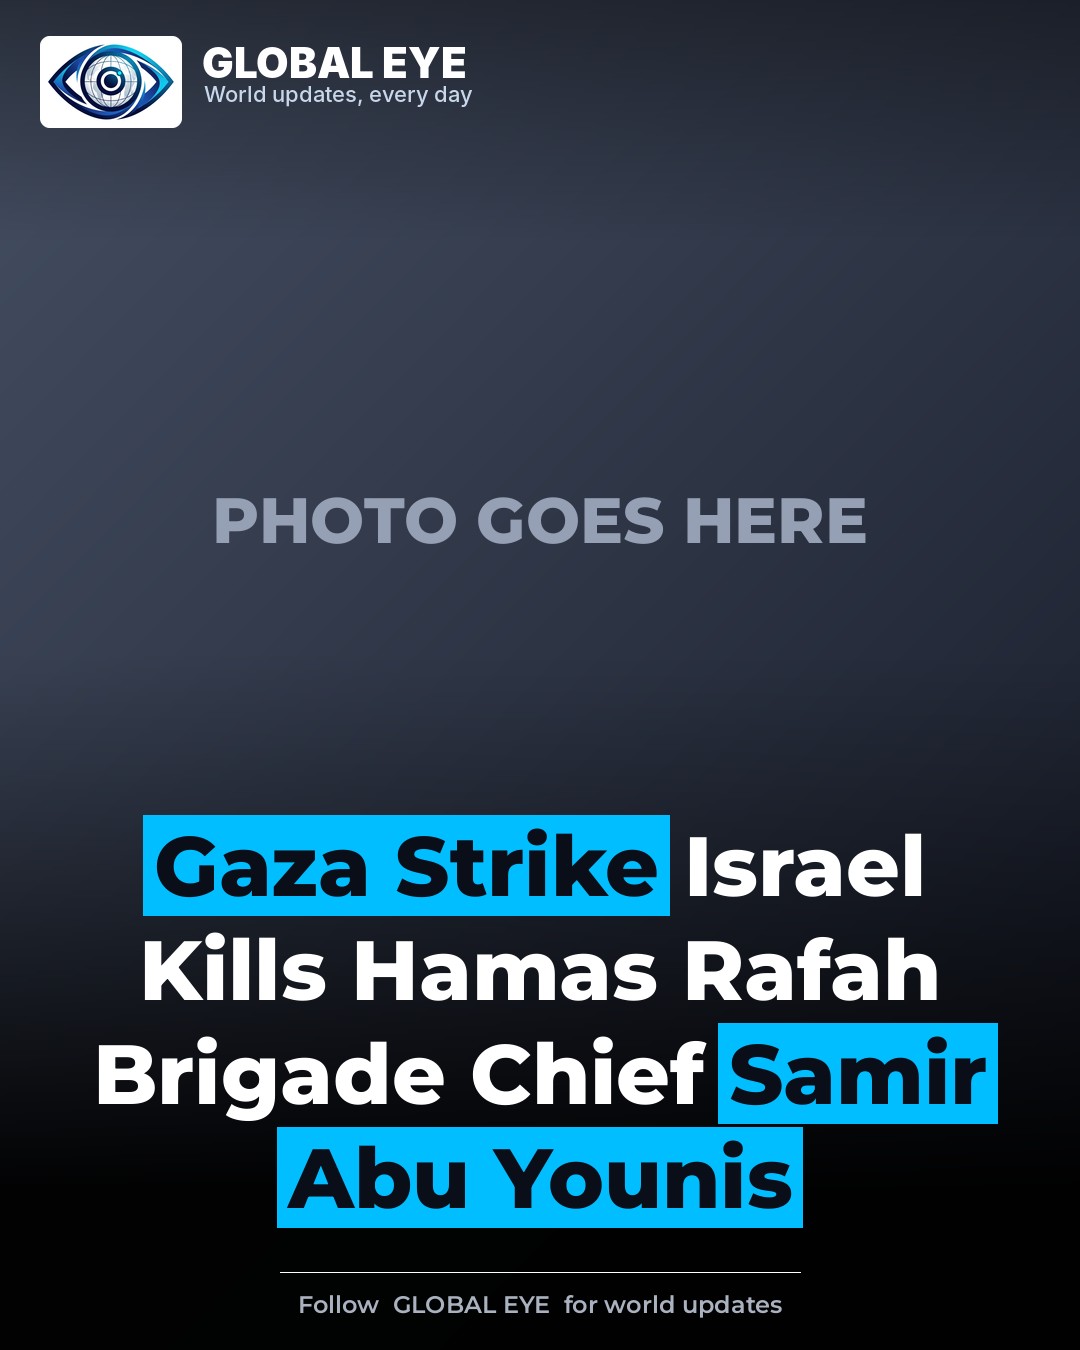 GLOBAL EYE
World updates, every day
PHOTO GOES HERE
Gaza Strike Israel
Kills Hamas Rafah
Brigade Chief Samir
Abu Younis
Follow GLOBAL EYE for world updates